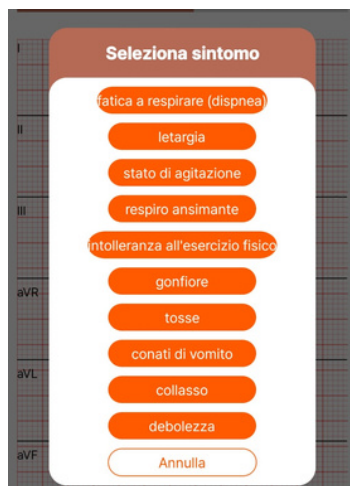 Seleziona sintomo
I
fatica a respirare (dispnea)
II
letargia
stato di agitazione
III
respiro ansimante
intolleranza all'esercizio fisico
gonfiore
aVR
tosse
conati di vomito
aVL
collasso
debolezza
aVF
Annulla